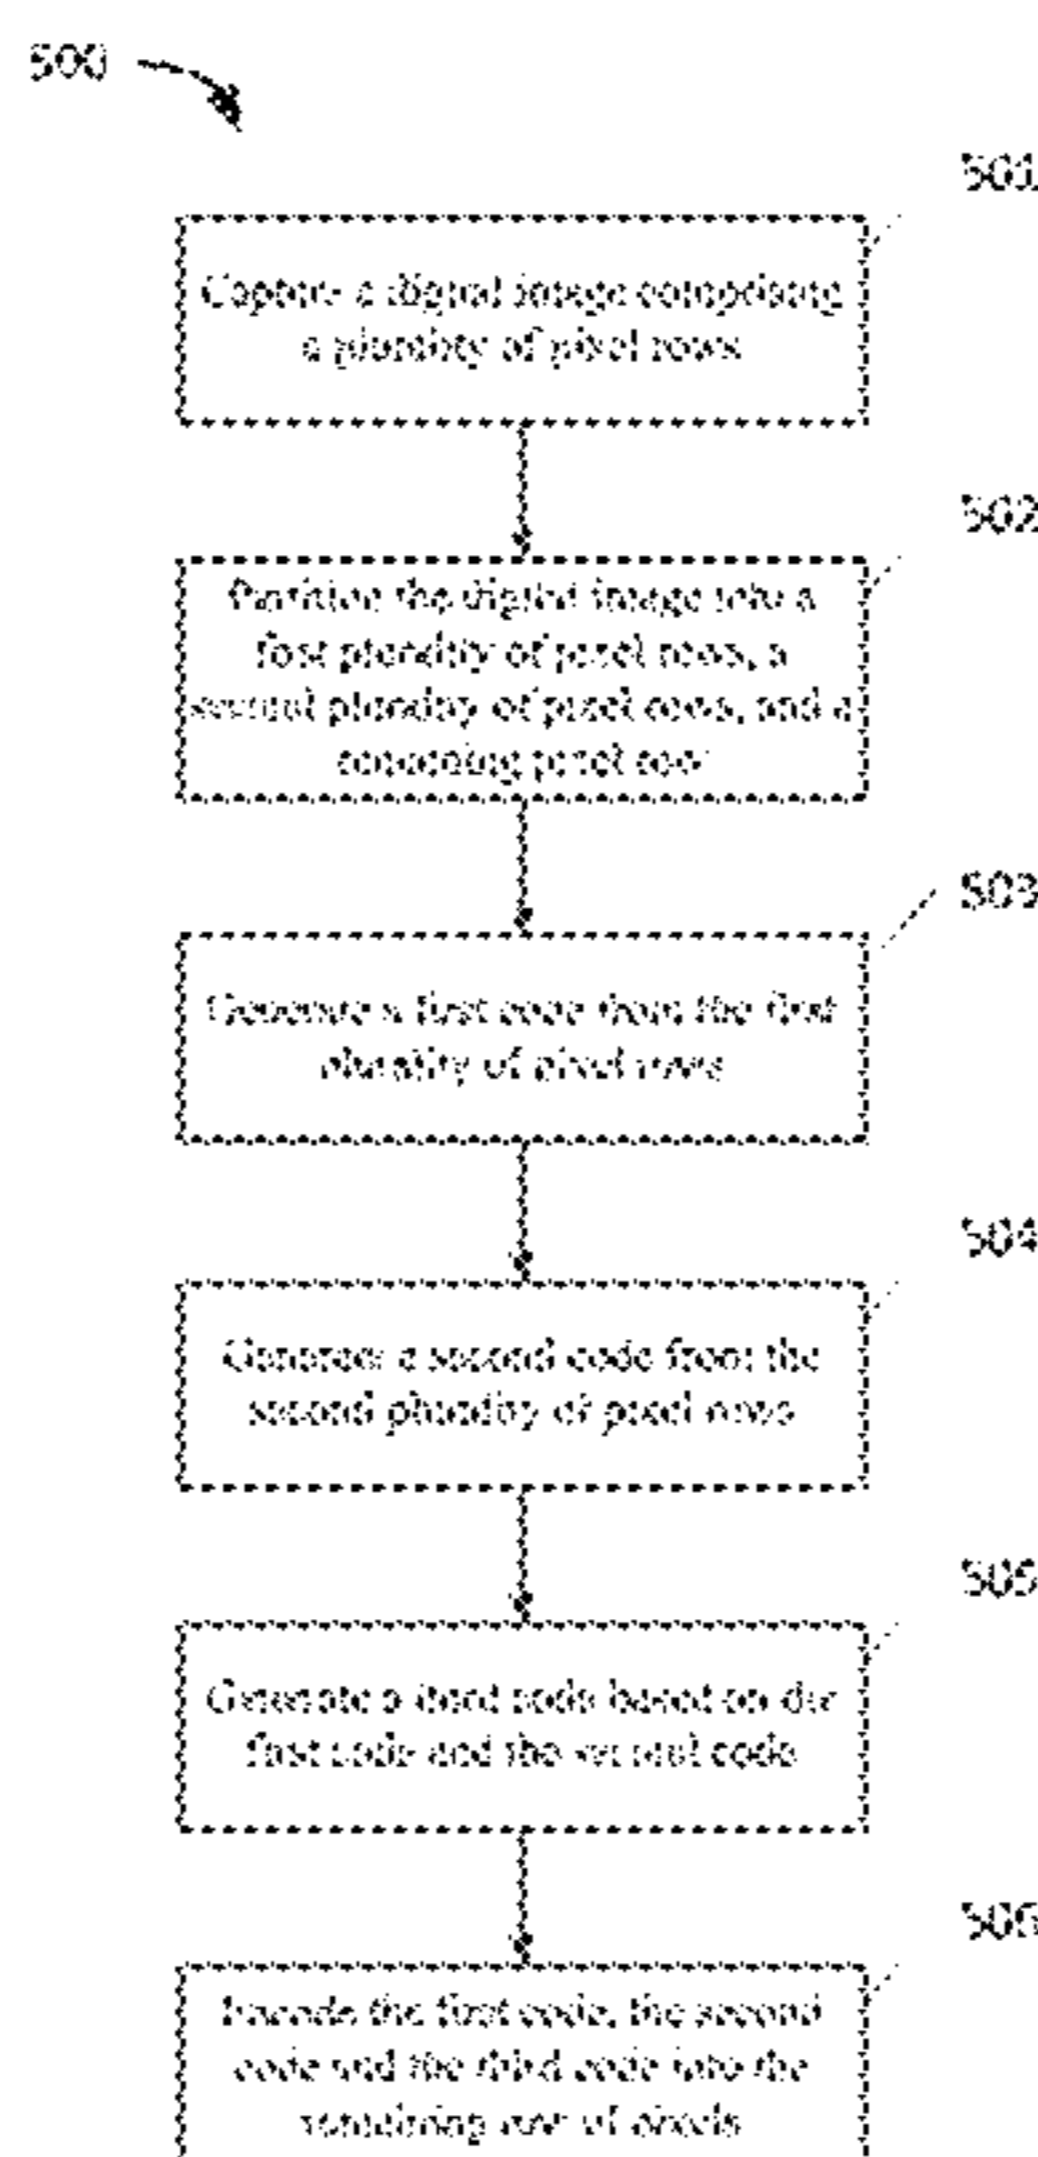 500
501
Capture a digital image comprising
a plurality of pixel rows
502
Partition the digital image into a
first plurality of pixel rows, a
second plurality of pixel rows, and a
remaining pixel row
503
Generate a first code from the first
plurality of pixel rows
504
Generate a second code from the
second plurality of pixel rows
505
Generate a third code based on the
first code and the second code
506
Encode the first code, the second
code and the third code into the
remaining row of pixels